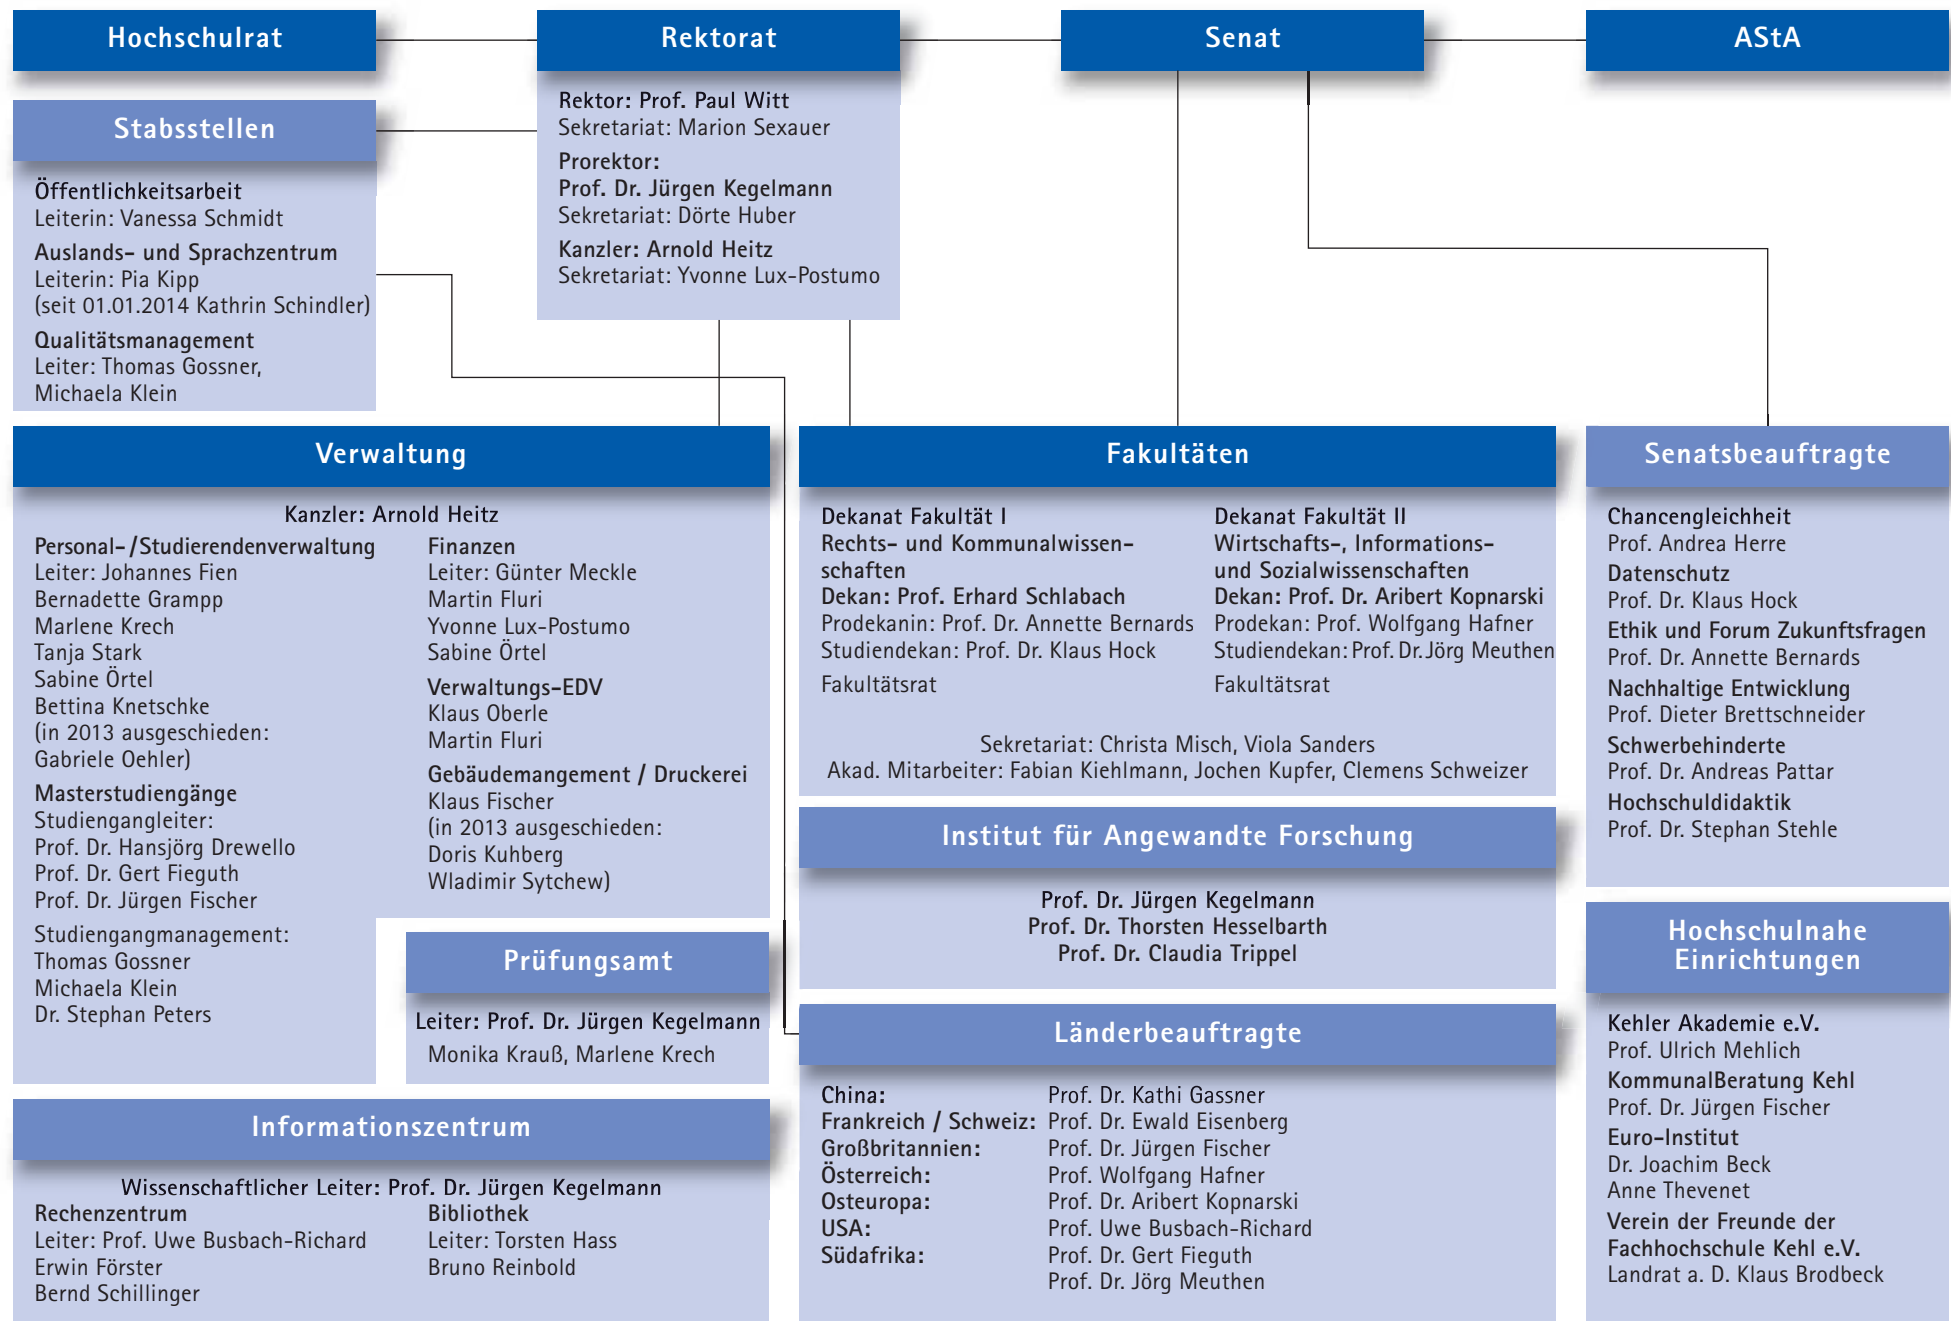 Hochschulrat
Rektorat
Senat
AStA
Stabsstellen
Öffentlichkeitsarbeit
Leiterin: Vanessa Schmidt
Auslands- und Sprachzentrum
Leiterin: Pia Kipp
(seit 01.01.2014 Kathrin Schindler)
Qualitätsmanagement
Leiter: Thomas Gossner,
Michaela Klein
Rektor: Prof. Paul Witt
Sekretariat: Marion Sexauer
Prorektor:
Prof. Dr. Jürgen Kegelmann
Sekretariat: Dörte Huber
Kanzler: Arnold Heitz
Sekretariat: Yvonne Lux-Postumo
Verwaltung
Kanzler: Arnold Heitz
Personal-/Studierendenverwaltung
Leiter: Johannes Fien
Bernadette Grampp
Marlene Krech
Tanja Stark
Sabine Örtel
Bettina Knetschke
(in 2013 ausgeschieden:
Gabriele Oehler)
Masterstudiengänge
Studiengangleiter:
Prof. Dr. Hansjörg Drewello
Prof. Dr. Gert Fieguth
Prof. Dr. Jürgen Fischer
Studiengangmanagement:
Thomas Gossner
Michaela Klein
Dr. Stephan Peters
Finanzen
Leiter: Günter Meckle
Martin Fluri
Yvonne Lux-Postumo
Sabine Örtel
Verwaltungs-EDV
Klaus Oberle
Martin Fluri
Gebäudemangement / Druckerei
Klaus Fischer
(in 2013 ausgeschieden:
Doris Kuhberg
Wladimir Sytchew)
Prüfungsamt
Leiter: Prof. Dr. Jürgen Kegelmann
Monika Krauß, Marlene Krech
Informationszentrum
Wissenschaftlicher Leiter: Prof. Dr. Jürgen Kegelmann
Rechenzentrum
Leiter: Prof. Uwe Busbach-Richard
Erwin Förster
Bernd Schillinger
Bibliothek
Leiter: Torsten Hass
Bruno Reinbold
Fakultäten
Dekanat Fakultät I
Rechts- und Kommunalwissen-
schaften
Dekan: Prof. Erhard Schlabach
Prodekanin: Prof. Dr. Annette Bernards
Studiendekan: Prof. Dr. Klaus Hock
Fakultätsrat
Dekanat Fakultät II
Wirtschafts-, Informations-
und Sozialwissenschaften
Dekan: Prof. Dr. Aribert Kopnarski
Prodekan: Prof. Wolfgang Hafner
Studiendekan: Prof. Dr. Jörg Meuthen
Fakultätsrat
Sekretariat: Christa Misch, Viola Sanders
Akad. Mitarbeiter: Fabian Kiehlmann, Jochen Kupfer, Clemens Schweizer
Institut für Angewandte Forschung
Prof. Dr. Jürgen Kegelmann
Prof. Dr. Thorsten Hesselbarth
Prof. Dr. Claudia Trippel
Länderbeauftragte
China: Prof. Dr. Kathi Gassner
Frankreich / Schweiz: Prof. Dr. Ewald Eisenberg
Großbritannien: Prof. Dr. Jürgen Fischer
Österreich: Prof. Wolfgang Hafner
Osteuropa: Prof. Dr. Aribert Kopnarski
USA: Prof. Uwe Busbach-Richard
Südafrika: Prof. Dr. Gert Fieguth
Prof. Dr. Jörg Meuthen
Senatsbeauftragte
Chancengleichheit
Prof. Andrea Herre
Datenschutz
Prof. Dr. Klaus Hock
Ethik und Forum Zukunftsfragen
Prof. Dr. Annette Bernards
Nachhaltige Entwicklung
Prof. Dieter Brettschneider
Schwerbehinderte
Prof. Dr. Andreas Pattar
Hochschuldidaktik
Prof. Dr. Stephan Stehle
Hochschulnahe
Einrichtungen
Kehler Akademie e.V.
Prof. Ulrich Mehlich
KommunalBeratung Kehl
Prof. Dr. Jürgen Fischer
Euro-Institut
Dr. Joachim Beck
Anne Thevenet
Verein der Freunde der
Fachhochschule Kehl e.V.
Landrat a. D. Klaus Brodbeck